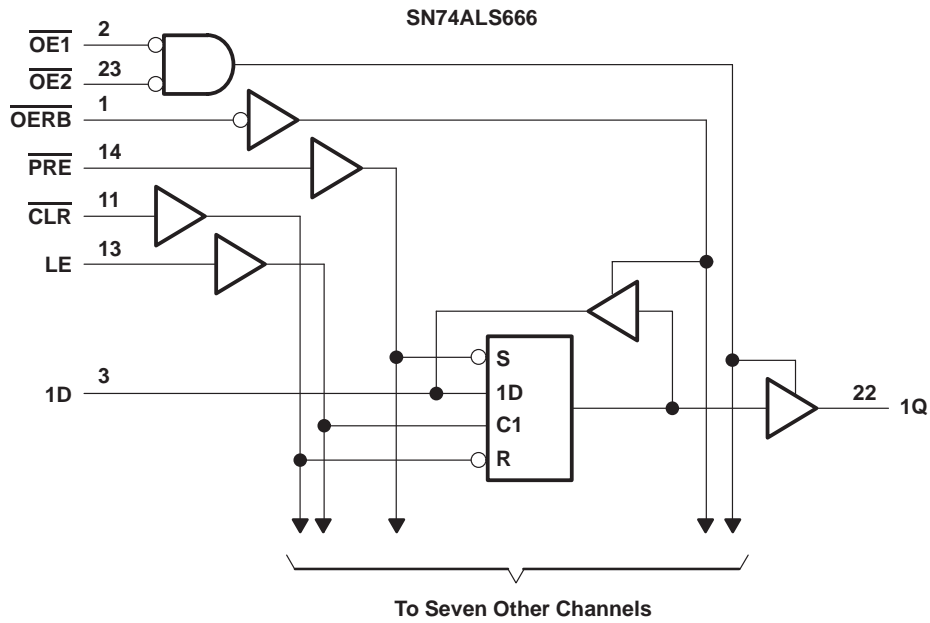 SN74ALS666
OE1 2
OE2 23
OERB 1
PRE 14
CLR 11
LE 13
S
1D 3 1D
22 1Q
C1
R
To Seven Other Channels